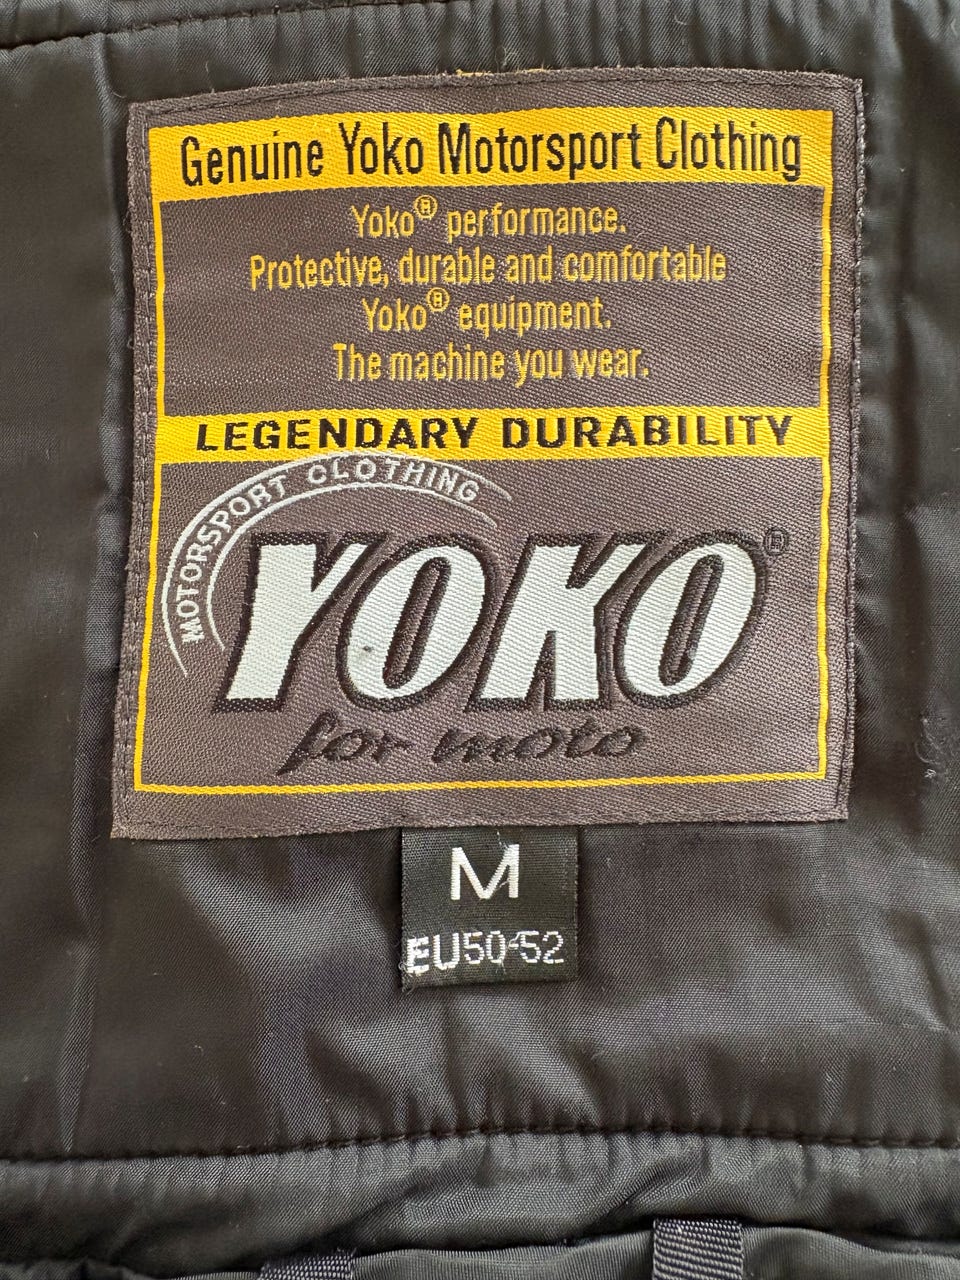 Genuine Yoko Motorsport Clothing
Yoko® performance.
Protective, durable and comfortable
Yoko® equipment.
The machine you wear.
LEGENDARY DURABILITY
MOTORSPORT CLOTHING
YOKO®
for moto
M
EU50-52